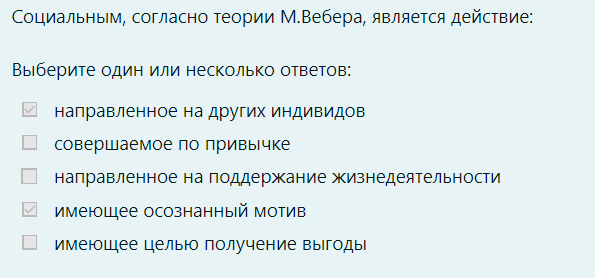 Социальным, согласно теории М.Вебера, является действие:
Выберите один или несколько ответов:
направленное на других индивидов
совершаемое по привычке
направленное на поддержание жизнедеятельности
имеющее осознанный мотив
имеющее целью получение выгоды